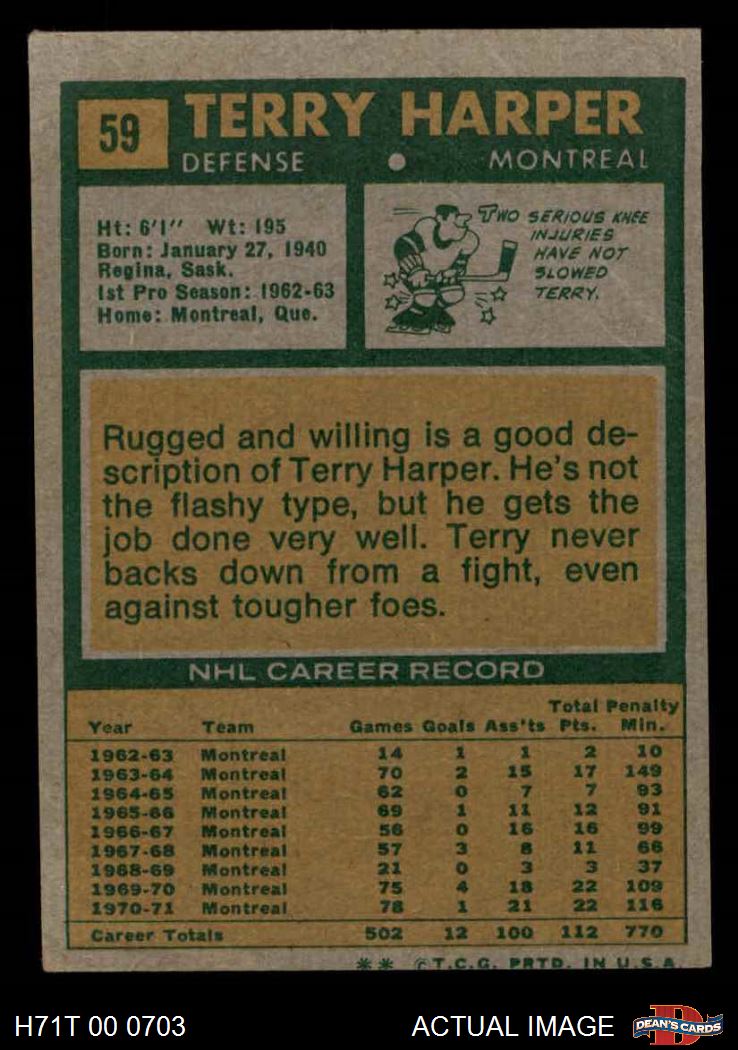 59 TERRY HARPER
DEFENSE • MONTREAL
Ht: 6'1" Wt: 195
Born: January 27, 1940
Regina, Sask.
1st Pro Season: 1962-63
Home: Montreal, Que.
TWO SERIOUS KNEE
INJURIES
HAVE NOT
SLOWED
TERRY.
Rugged and willing is a good de-
scription of Terry Harper. He's not
the flashy type, but he gets the
job done very well. Terry never
backs down from a fight, even
against tougher foes.
NHL CAREER RECORD
Total Penalty
Year Team Games Goals Ass'ts Pts. Min.
1962-63 Montreal 14 1 1 2 10
1963-64 Montreal 70 2 15 17 149
1964-65 Montreal 62 0 7 7 93
1965-66 Montreal 69 1 11 12 91
1966-67 Montreal 56 0 16 16 99
1967-68 Montreal 57 3 8 11 66
1968-69 Montreal 21 0 3 3 37
1969-70 Montreal 75 4 18 22 109
1970-71 Montreal 78 1 21 22 116
Career Totals 502 12 100 112 770
** ©T.C.G. PRTD. IN U.S.A.
H71T 00 0703 ACTUAL IMAGE DEAN'S CARDS